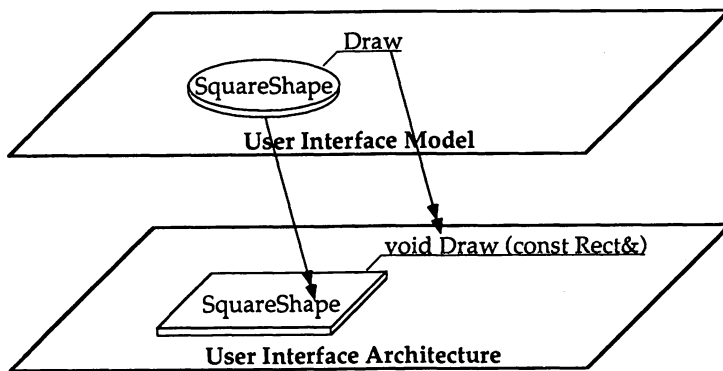 Draw
SquareShape
User Interface Model
void Draw (const Rect&)
SquareShape
User Interface Architecture